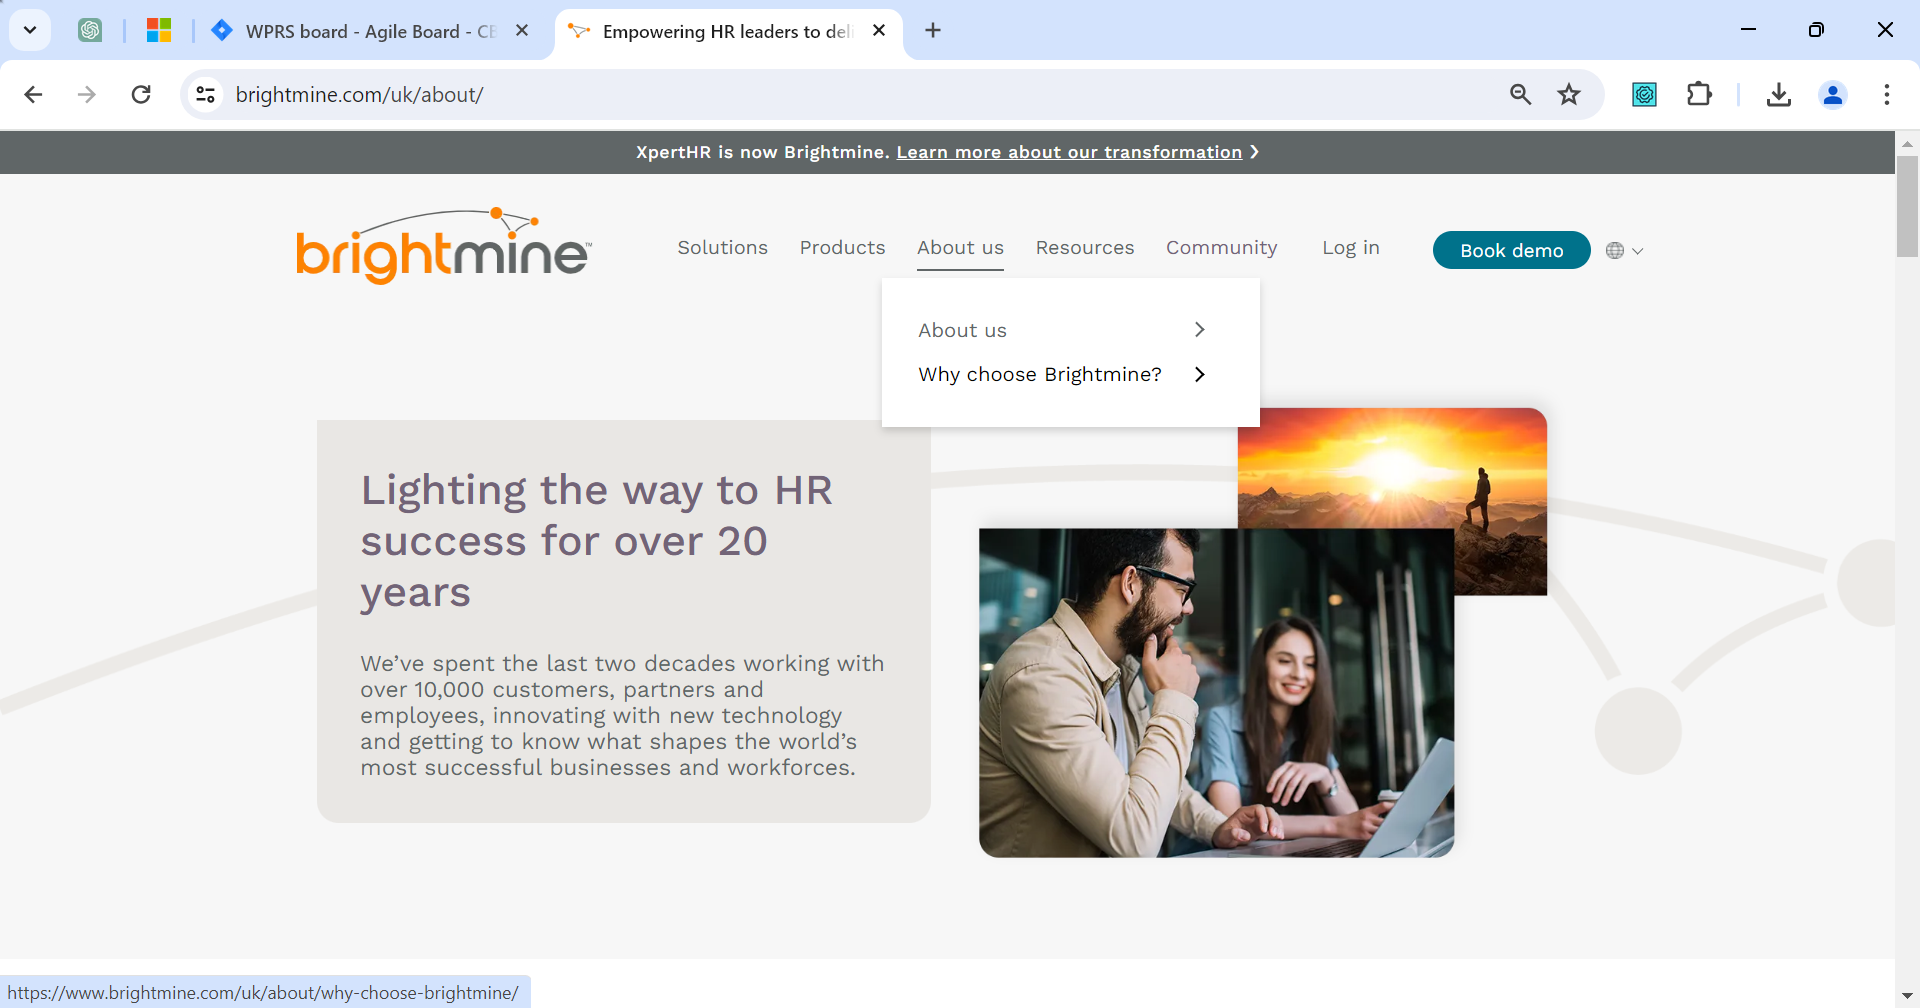 WPRS board - Agile Board - CE
Empowering HR leaders to deli
brightmine.com/uk/about/
XpertHR is now Brightmine. Learn more about our transformation
brightmine™
Solutions Products About us Resources Community Log in Book demo
About us
Why choose Brightmine?
Lighting the way to HR
success for over 20
years
We’ve spent the last two decades working with
over 10,000 customers, partners and
employees, innovating with new technology
and getting to know what shapes the world’s
most successful businesses and workforces.
https://www.brightmine.com/uk/about/why-choose-brightmine/